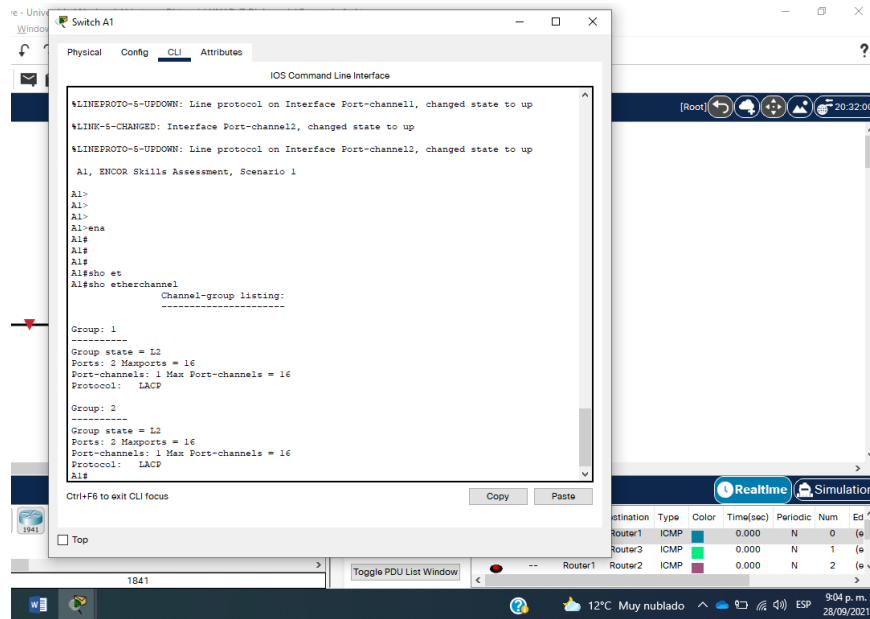 Switch A1
Window
Physical Config CLI Attributes
IOS Command Line Interface
%LINEPROTO-5-UPDOWN: Line protocol on Interface Port-channel1, changed state to up
%LINK-5-CHANGED: Interface Port-channel2, changed state to up
%LINEPROTO-5-UPDOWN: Line protocol on Interface Port-channel2, changed state to up
A1, ENCOR Skills Assessment, Scenario 1
A1>
A1>
A1>
A1>ena
A1#
A1#
A1#
A1#sho et
A1#sho etherchannel
Channel-group listing:
----------------------
Group: 1
----------
Group state = L2
Ports: 2 Maxports = 16
Port-channels: 1 Max Port-channels = 16
Protocol: LACP
Group: 2
----------
Group state = L2
Ports: 2 Maxports = 16
Port-channels: 1 Max Port-channels = 16
Protocol: LACP
A1#
Ctrl+F6 to exit CLI focus
Copy Paste
Top
?
[Root] 20:32:00
Realtime Simulation
stination Type Color Time(sec) Periodic Num Ed
Router1 ICMP 0.000 N 0 (e
Router3 ICMP 0.000 N 1 (e
-- Router1 Router2 ICMP 0.000 N 2 (e
1941
1841
Toggle PDU List Window
12°C Muy nublado ESP
9:04 p. m.
28/09/2021